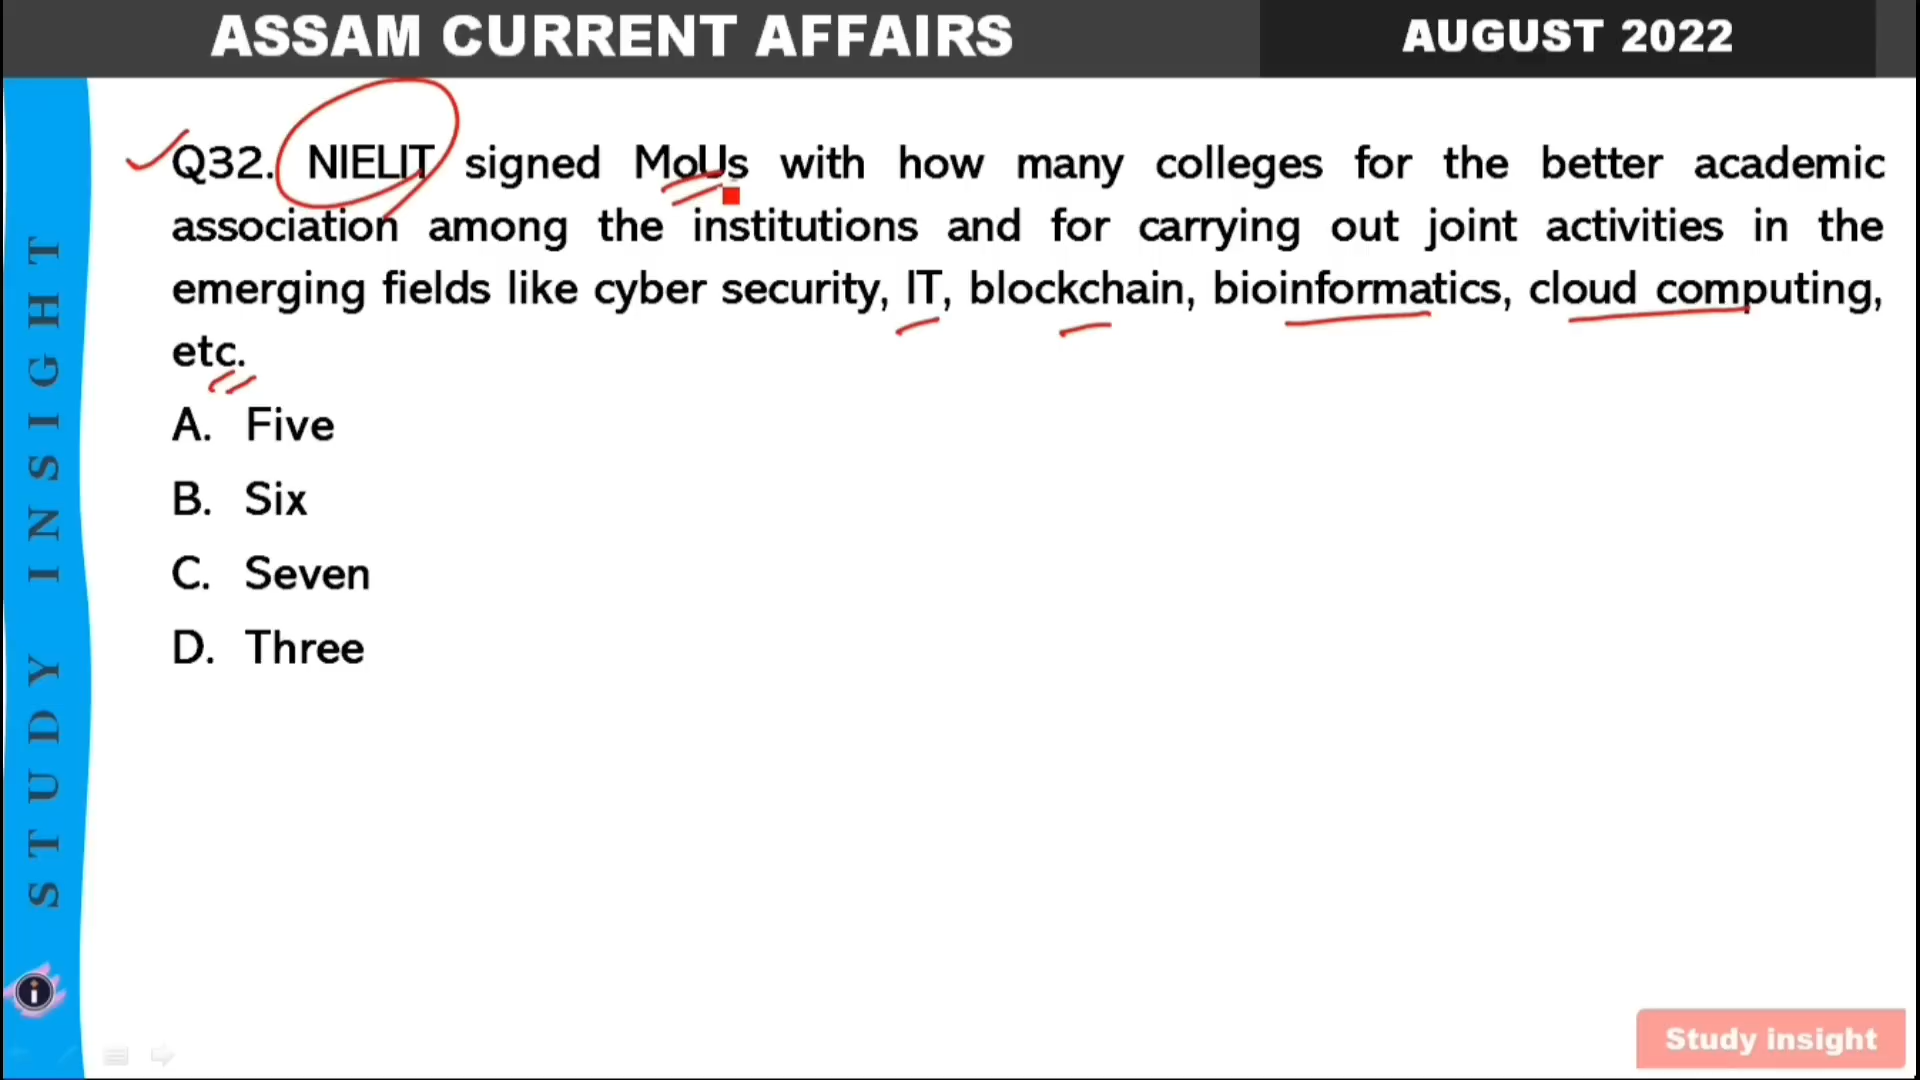 ASSAM CURRENT AFFAIRS
AUGUST 2022
Q32. NIELIT signed MoUs with how many colleges for the better academic
association among the institutions and for carrying out joint activities in the
emerging fields like cyber security, IT, blockchain, bioinformatics, cloud computing,
etc.
A. Five
B. Six
C. Seven
D. Three
STUDY INSIGHT
i
Study insight